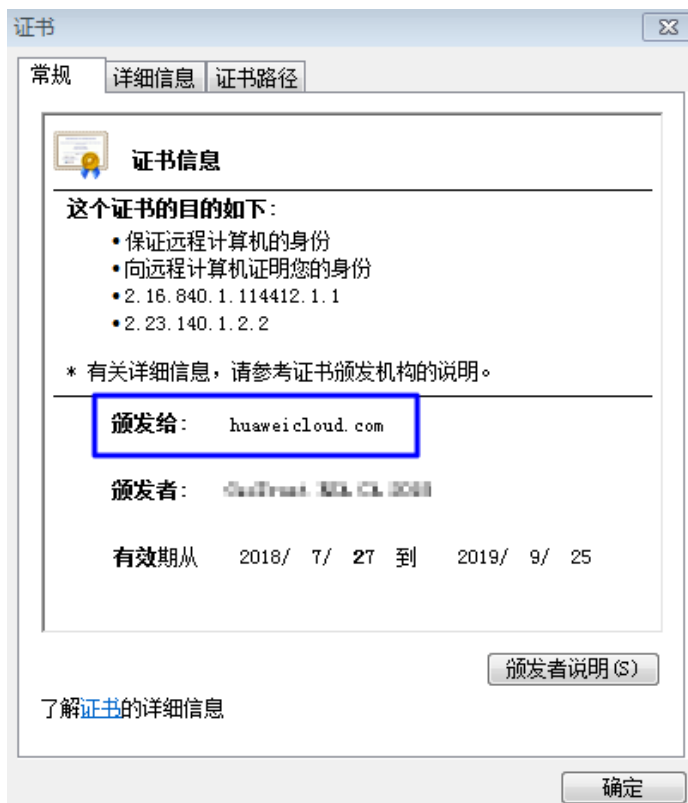 证书
常规 详细信息 证书路径
证书信息
这个证书的目的如下:
•保证远程计算机的身份
•向远程计算机证明您的身份
•2.16.840.1.114412.1.1
•2.23.140.1.2.2
* 有关详细信息，请参考证书颁发机构的说明。
颁发给: huaweicloud.com
颁发者:
有效期从 2018/ 7/ 27 到 2019/ 9/ 25
颁发者说明(S)
了解证书的详细信息
确定